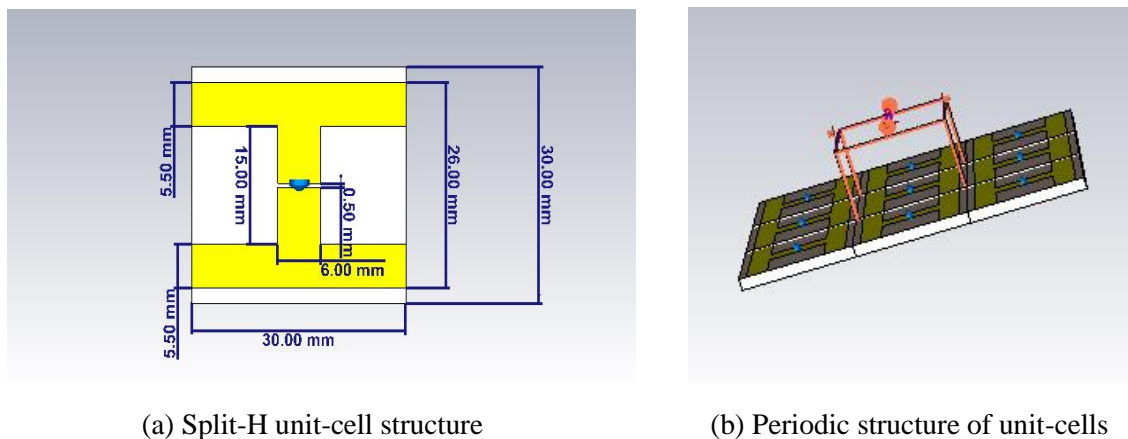 5.50 mm
15.00 mm
0.50 mm
26.00 mm
30.00 mm
6.00 mm
5.50 mm
30.00 mm
(a) Split-H unit-cell structure
(b) Periodic structure of unit-cells